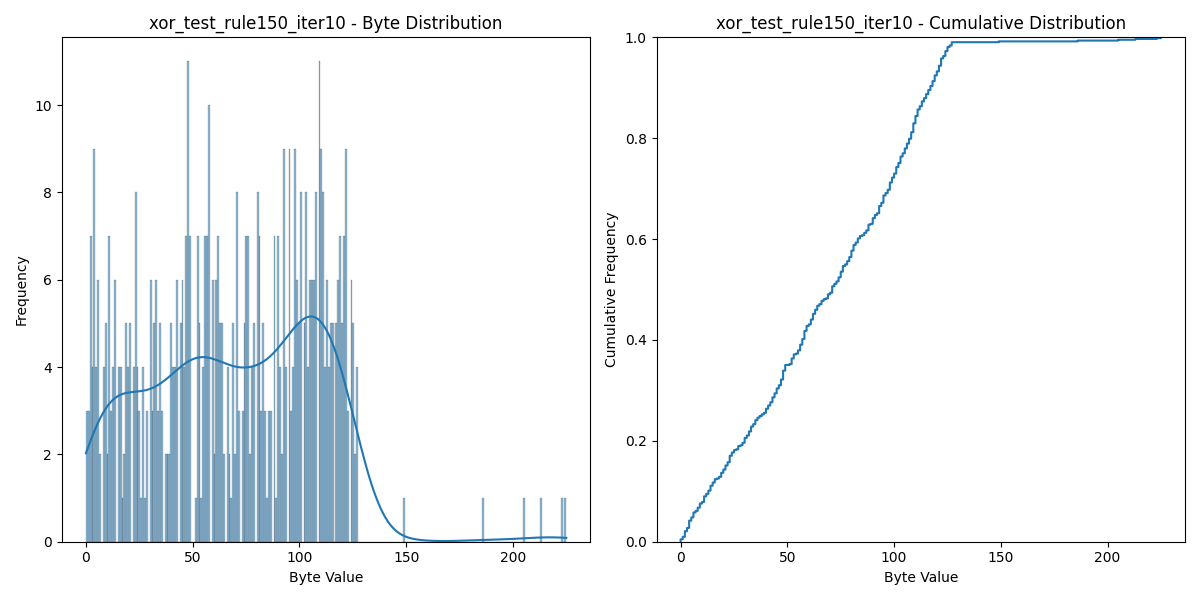 xor_test_rule150_iter10 - Byte Distribution
Frequency
10
8
6
4
2
0
0 50 100 150 200
Byte Value
xor_test_rule150_iter10 - Cumulative Distribution
Cumulative Frequency
1.0
0.8
0.6
0.4
0.2
0.0
0 50 100 150 200
Byte Value